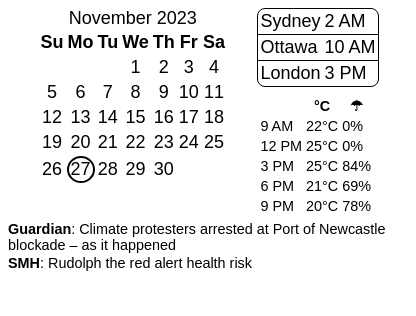 November 2023
Su Mo Tu We Th Fr Sa
1 2 3 4
5 6 7 8 9 10 11
12 13 14 15 16 17 18
19 20 21 22 23 24 25
26 27 28 29 30
Sydney 2 AM
Ottawa 10 AM
London 3 PM
°C ☂
9 AM 22°C 0%
12 PM 25°C 0%
3 PM 25°C 84%
6 PM 21°C 69%
9 PM 20°C 78%
Guardian: Climate protesters arrested at Port of Newcastle
blockade – as it happened
SMH: Rudolph the red alert health risk